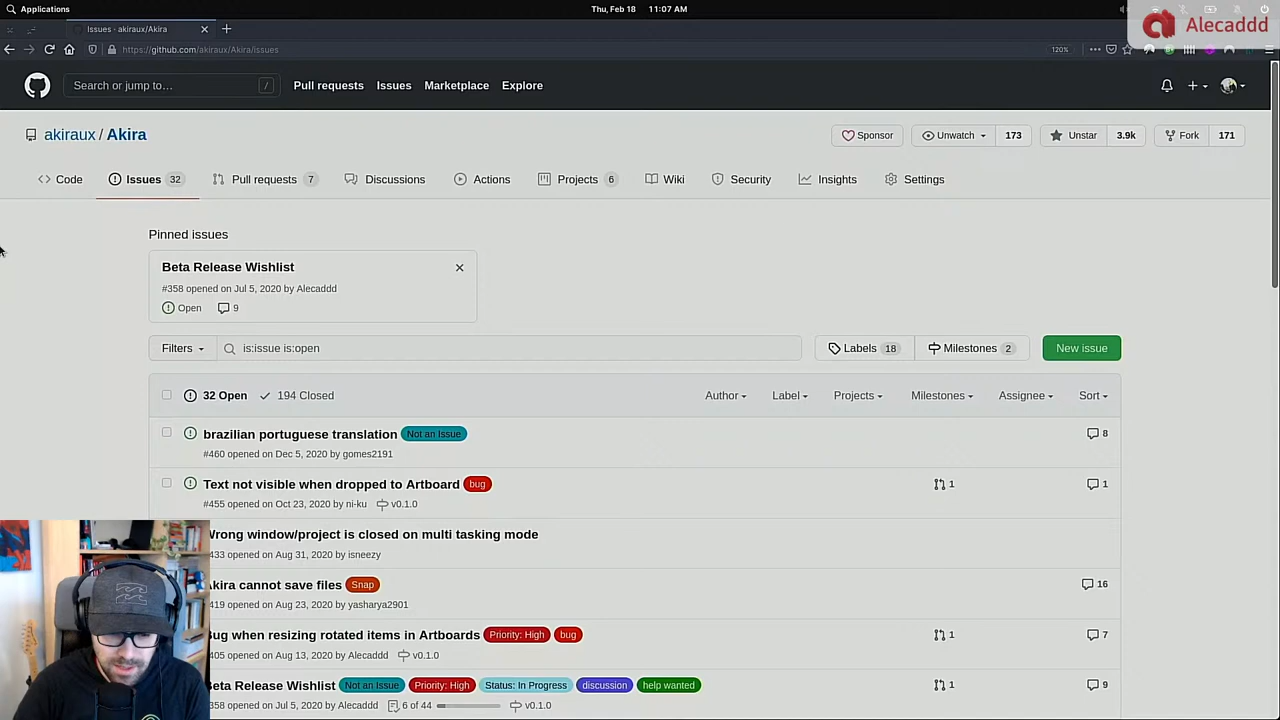 Applications
Thu, Feb 18 11:07 AM
Alecaddd
Issues · akiraux/Akira
https://github.com/akiraux/Akira/issues
120%
Search or jump to…
/
Pull requests
Issues
Marketplace
Explore
akiraux / Akira
Sponsor
Unwatch 173
Unstar 3.9k
Fork 171
Code
Issues 32
Pull requests 7
Discussions
Actions
Projects 6
Wiki
Security
Insights
Settings
Pinned issues
Beta Release Wishlist
#358 opened on Jul 5, 2020 by Alecaddd
Open 9
Filters
is:issue is:open
Labels 18
Milestones 2
New issue
32 Open 194 Closed
Author
Label
Projects
Milestones
Assignee
Sort
brazilian portuguese translation Not an Issue 8
#460 opened on Dec 5, 2020 by gomes2191
Text not visible when dropped to Artboard bug 1 1
#455 opened on Oct 23, 2020 by ni-ku v0.1.0
Wrong window/project is closed on multi tasking mode
433 opened on Aug 31, 2020 by isneezy
Akira cannot save files Snap 16
419 opened on Aug 23, 2020 by yasharya2901
Bug when resizing rotated items in Artboards Priority: High bug 1 7
405 opened on Aug 13, 2020 by Alecaddd v0.1.0
Beta Release Wishlist Not an Issue Priority: High Status: In Progress discussion help wanted 1 9
358 opened on Jul 5, 2020 by Alecaddd 6 of 44 v0.1.0